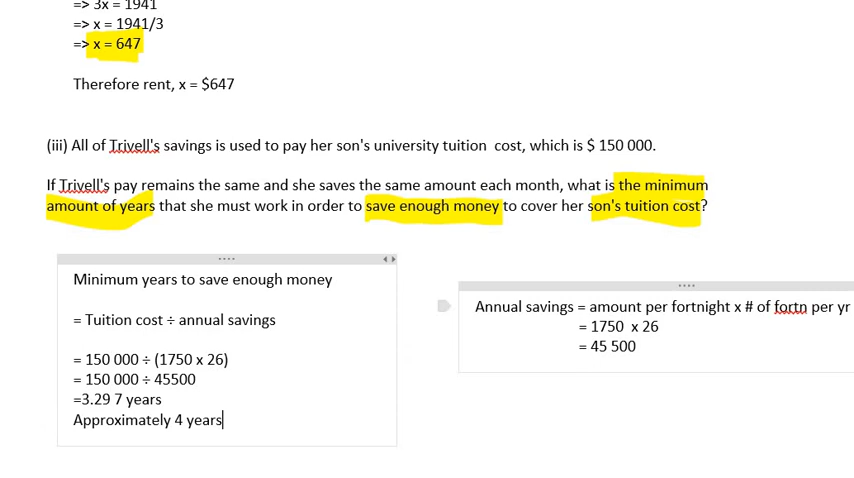 => 3x = 1941
=> x = 1941/3
=> x = 647
Therefore rent, x = $647
(iii) All of Trivell's savings is used to pay her son's university tuition cost, which is $ 150 000.
If Trivell's pay remains the same and she saves the same amount each month, what is the minimum
amount of years that she must work in order to save enough money to cover her son's tuition cost?
Minimum years to save enough money
= Tuition cost ÷ annual savings
= 150 000 ÷ (1750 x 26)
= 150 000 ÷ 45500
=3.29 7 years
Approximately 4 years
Annual savings = amount per fortnight x # of fortn per yr
= 1750 x 26
= 45 500